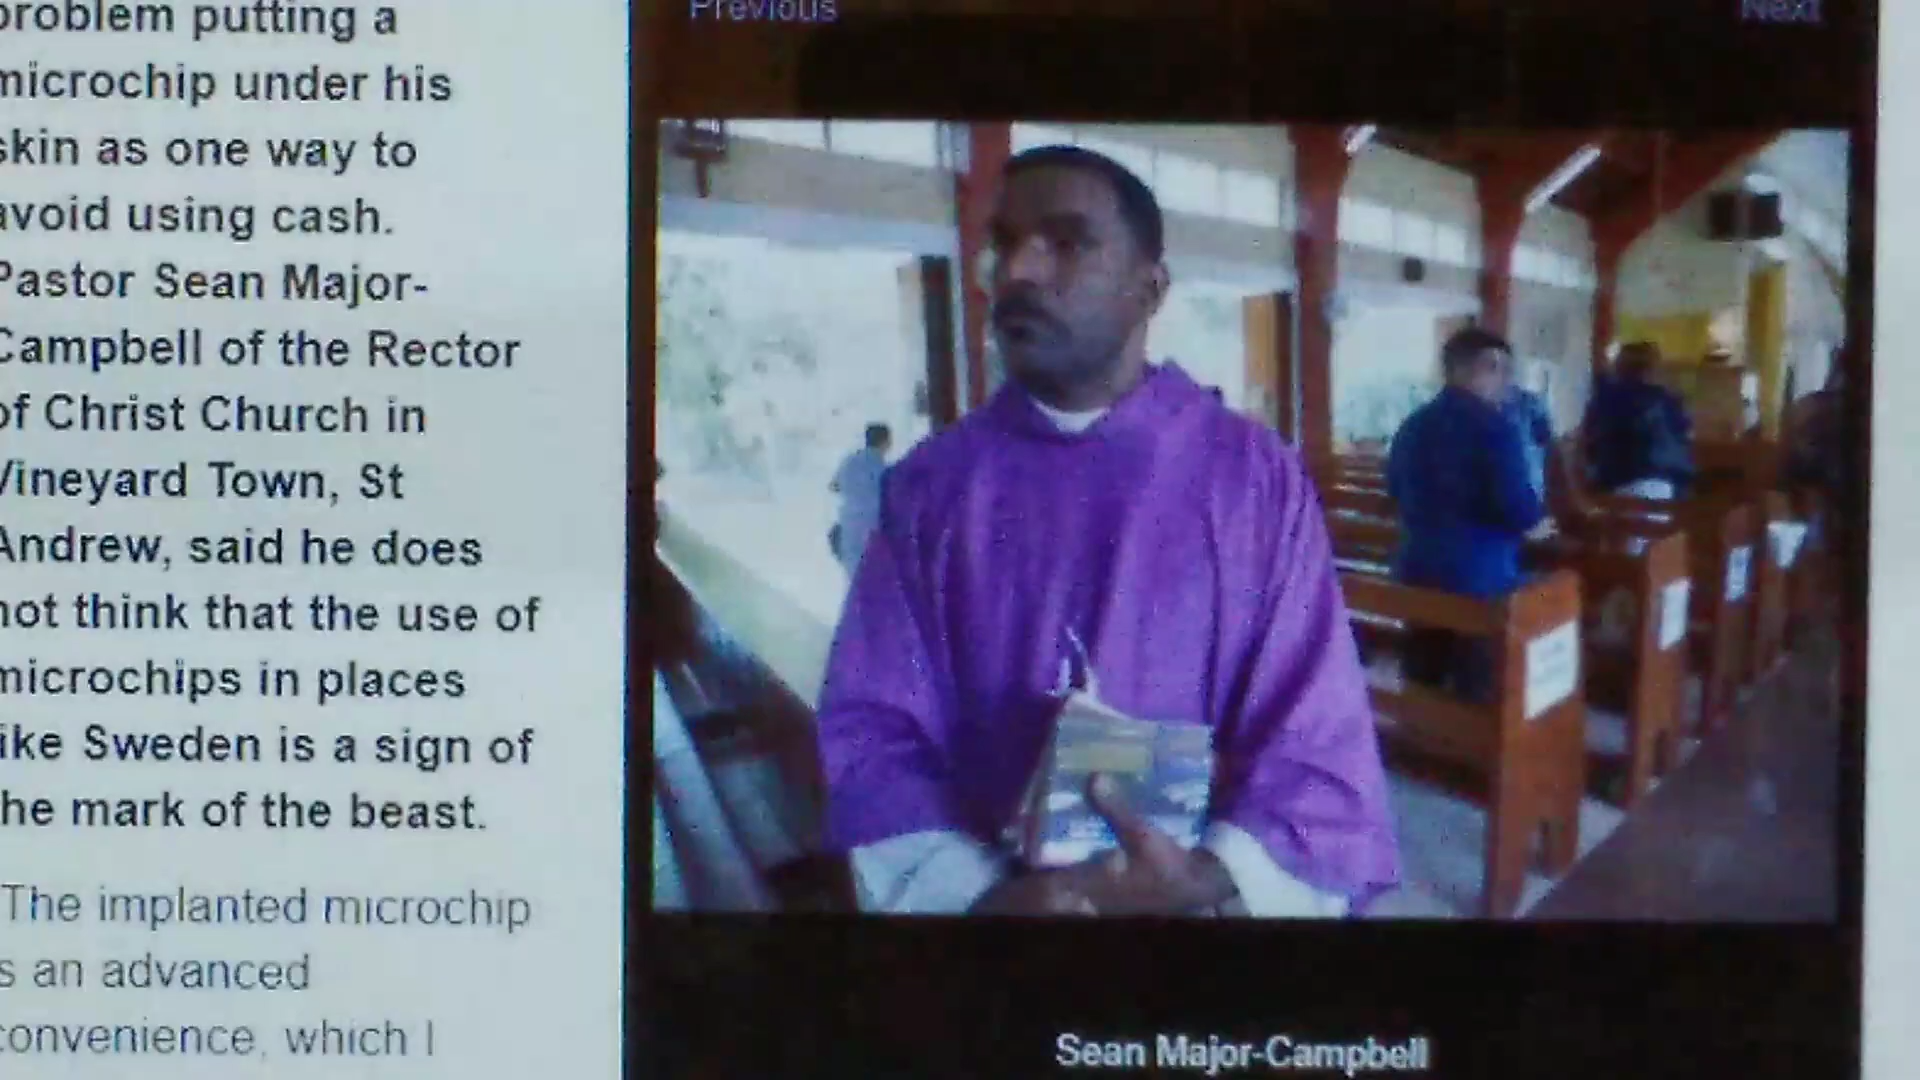 problem putting a
microchip under his
skin as one way to
avoid using cash.
Pastor Sean Major-
Campbell of the Rector
of Christ Church in
Vineyard Town, St
Andrew, said he does
not think that the use of
microchips in places
like Sweden is a sign of
the mark of the beast.
The implanted microchip
is an advanced
convenience, which I
Previous
Next
Sean Major-Campbell